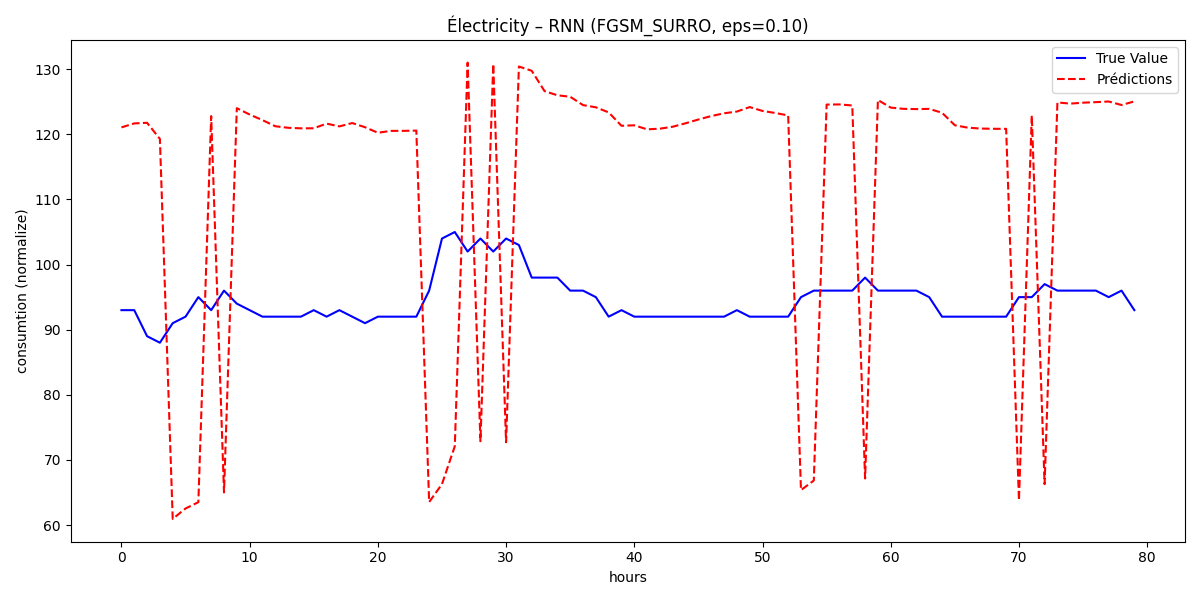 Électricity – RNN (FGSM_SURRO, eps=0.10)
True Value
Prédictions
consumtion (normalize)
130
120
110
100
90
80
70
60
0 10 20 30 40 50 60 70 80
hours